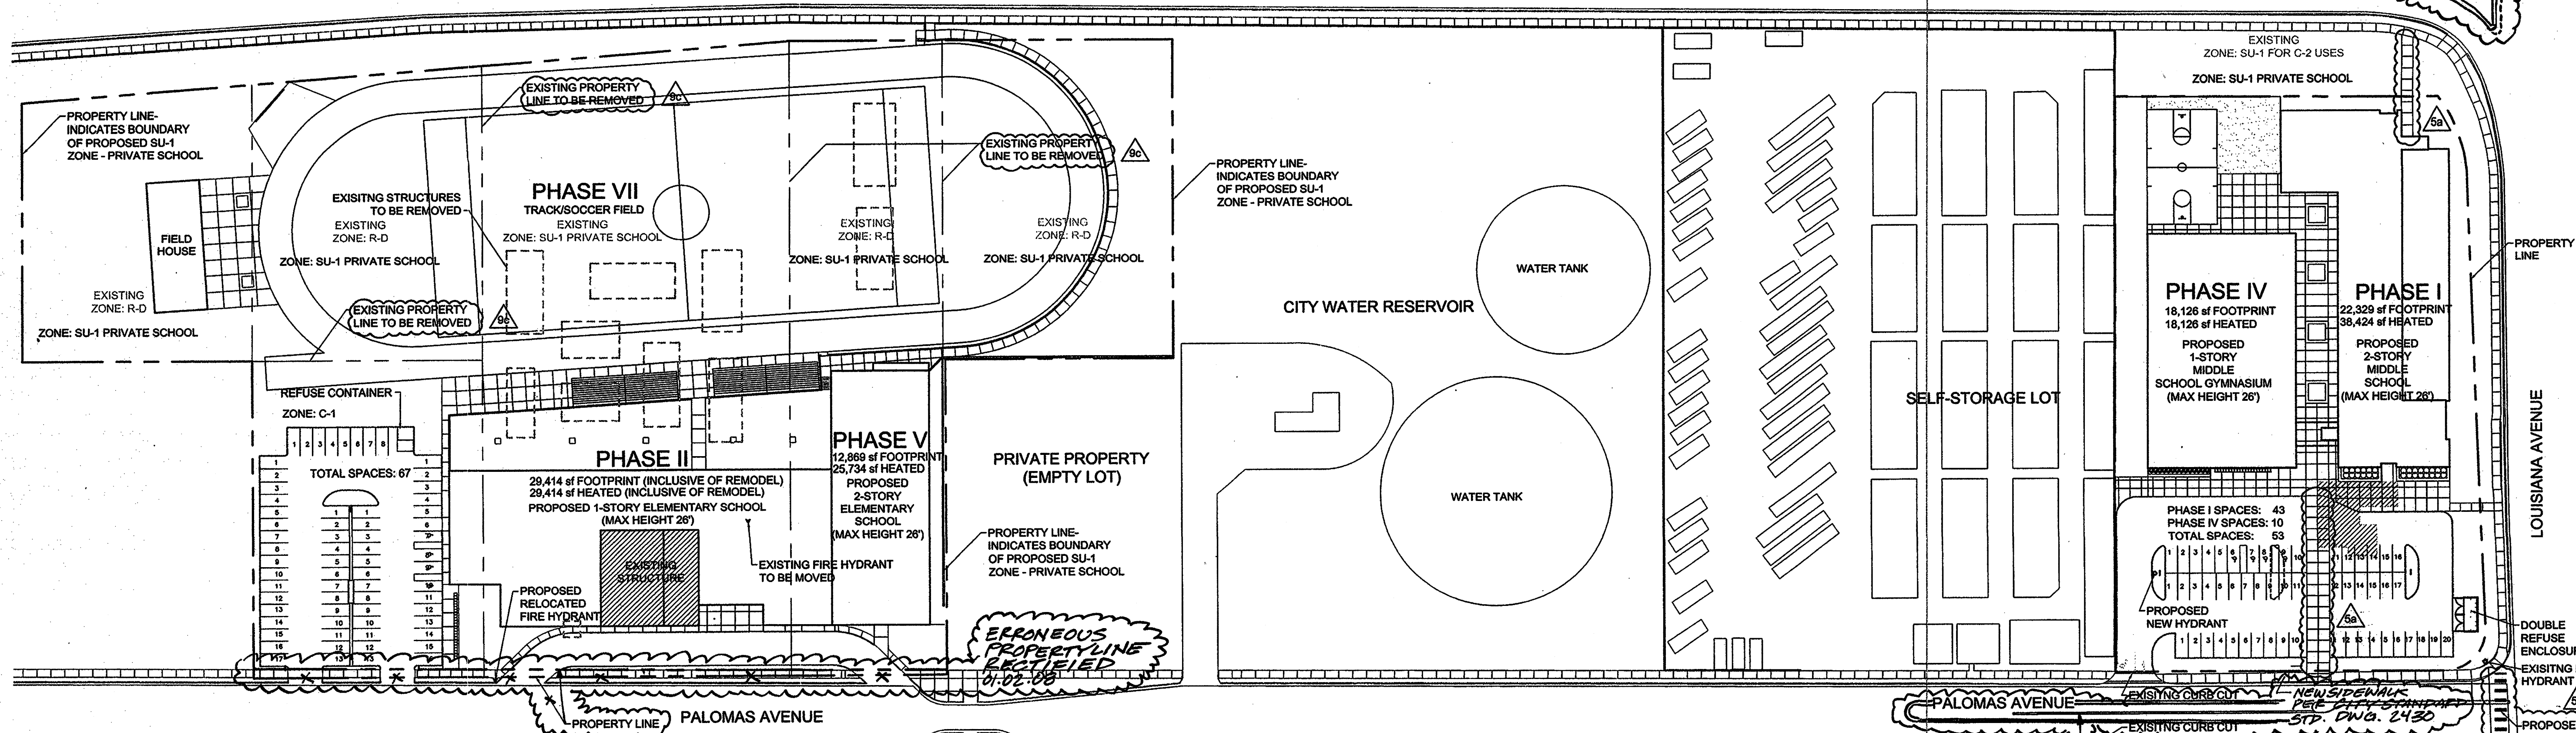 EXISTING
ZONE: SU-1 FOR C-2 USES
ZONE: SU-1 PRIVATE SCHOOL
PROPERTY LINE-
INDICATES BOUNDARY
OF PROPOSED SU-1
ZONE - PRIVATE SCHOOL
EXISTING PROPERTY
LINE TO BE REMOVED
9c
EXISTING PROPERTY
LINE TO BE REMOVED
9c
PROPERTY LINE-
INDICATES BOUNDARY
OF PROPOSED SU-1
ZONE - PRIVATE SCHOOL
5a
EXISITNG STRUCTURES
TO BE REMOVED
PHASE VII
TRACK/SOCCER FIELD
EXISTING
ZONE: SU-1 PRIVATE SCHOOL
EXISTING
ZONE: R-D
ZONE: SU-1 PRIVATE SCHOOL
EXISTING
ZONE: R-D
ZONE: SU-1 PRIVATE SCHOOL
EXISTING
ZONE: R-D
ZONE: SU-1 PRIVATE SCHOOL
FIELD
HOUSE
EXISTING
ZONE: R-D
ZONE: SU-1 PRIVATE SCHOOL
EXISTING PROPERTY
LINE TO BE REMOVED
9c
WATER TANK
CITY WATER RESERVOIR
WATER TANK
SELF-STORAGE LOT
PROPERTY
LINE
PHASE IV
18,126 sf FOOTPRINT
18,126 sf HEATED
PROPOSED
1-STORY
MIDDLE
SCHOOL GYMNASIUM
(MAX HEIGHT 26')
PHASE I
22,329 sf FOOTPRINT
38,424 sf HEATED
PROPOSED
2-STORY
MIDDLE
SCHOOL
(MAX HEIGHT 26')
LOUISIANA AVENUE
REFUSE CONTAINER
ZONE: C-1
1 2 3 4 5 6 7 8
TOTAL SPACES: 67
PHASE II
29,414 sf FOOTPRINT (INCLUSIVE OF REMODEL)
29,414 sf HEATED (INCLUSIVE OF REMODEL)
PROPOSED 1-STORY ELEMENTARY SCHOOL
(MAX HEIGHT 26')
PHASE V
12,869 sf FOOTPRINT
25,734 sf HEATED
PROPOSED
2-STORY
ELEMENTARY
SCHOOL
(MAX HEIGHT 26')
PRIVATE PROPERTY
(EMPTY LOT)
PROPERTY LINE-
INDICATES BOUNDARY
OF PROPOSED SU-1
ZONE - PRIVATE SCHOOL
EXISTING
STRUCTURE
EXISTING FIRE HYDRANT
TO BE MOVED
PROPOSED
RELOCATED
FIRE HYDRANT
ERRONEOUS
PROPERTY LINE
RECTIFIED
01.02.08
PROPERTY LINE
PALOMAS AVENUE
PHASE I SPACES: 43
PHASE IV SPACES: 10
TOTAL SPACES: 53
PROPOSED
NEW HYDRANT
5a
DOUBLE
REFUSE
EXISITNG
HYDRANT
EXISITNG CURB CUT
PALOMAS AVENUE
EXISITNG CURB CUT
NEW SIDEWALK
PER CITY STANDARD
STD. DWG. 2430